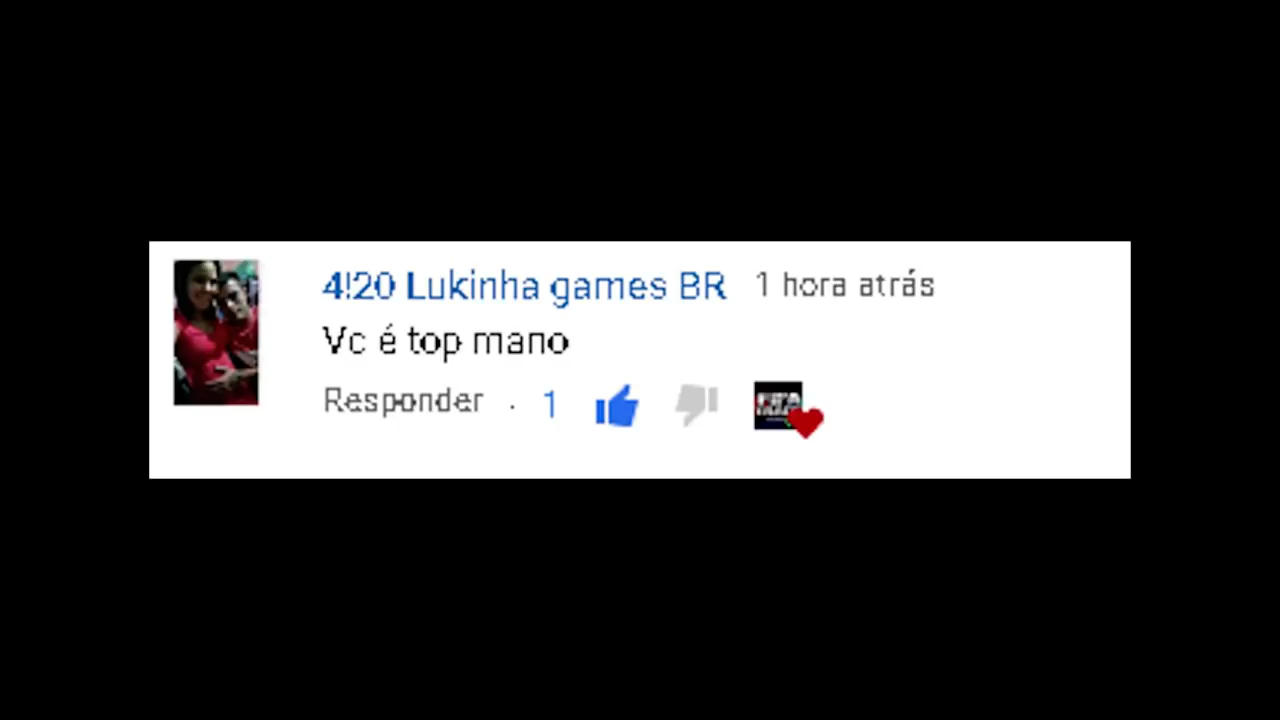 4!20 Lukinha games BR 1 hora atrás
Vc é top mano
Responder · 1